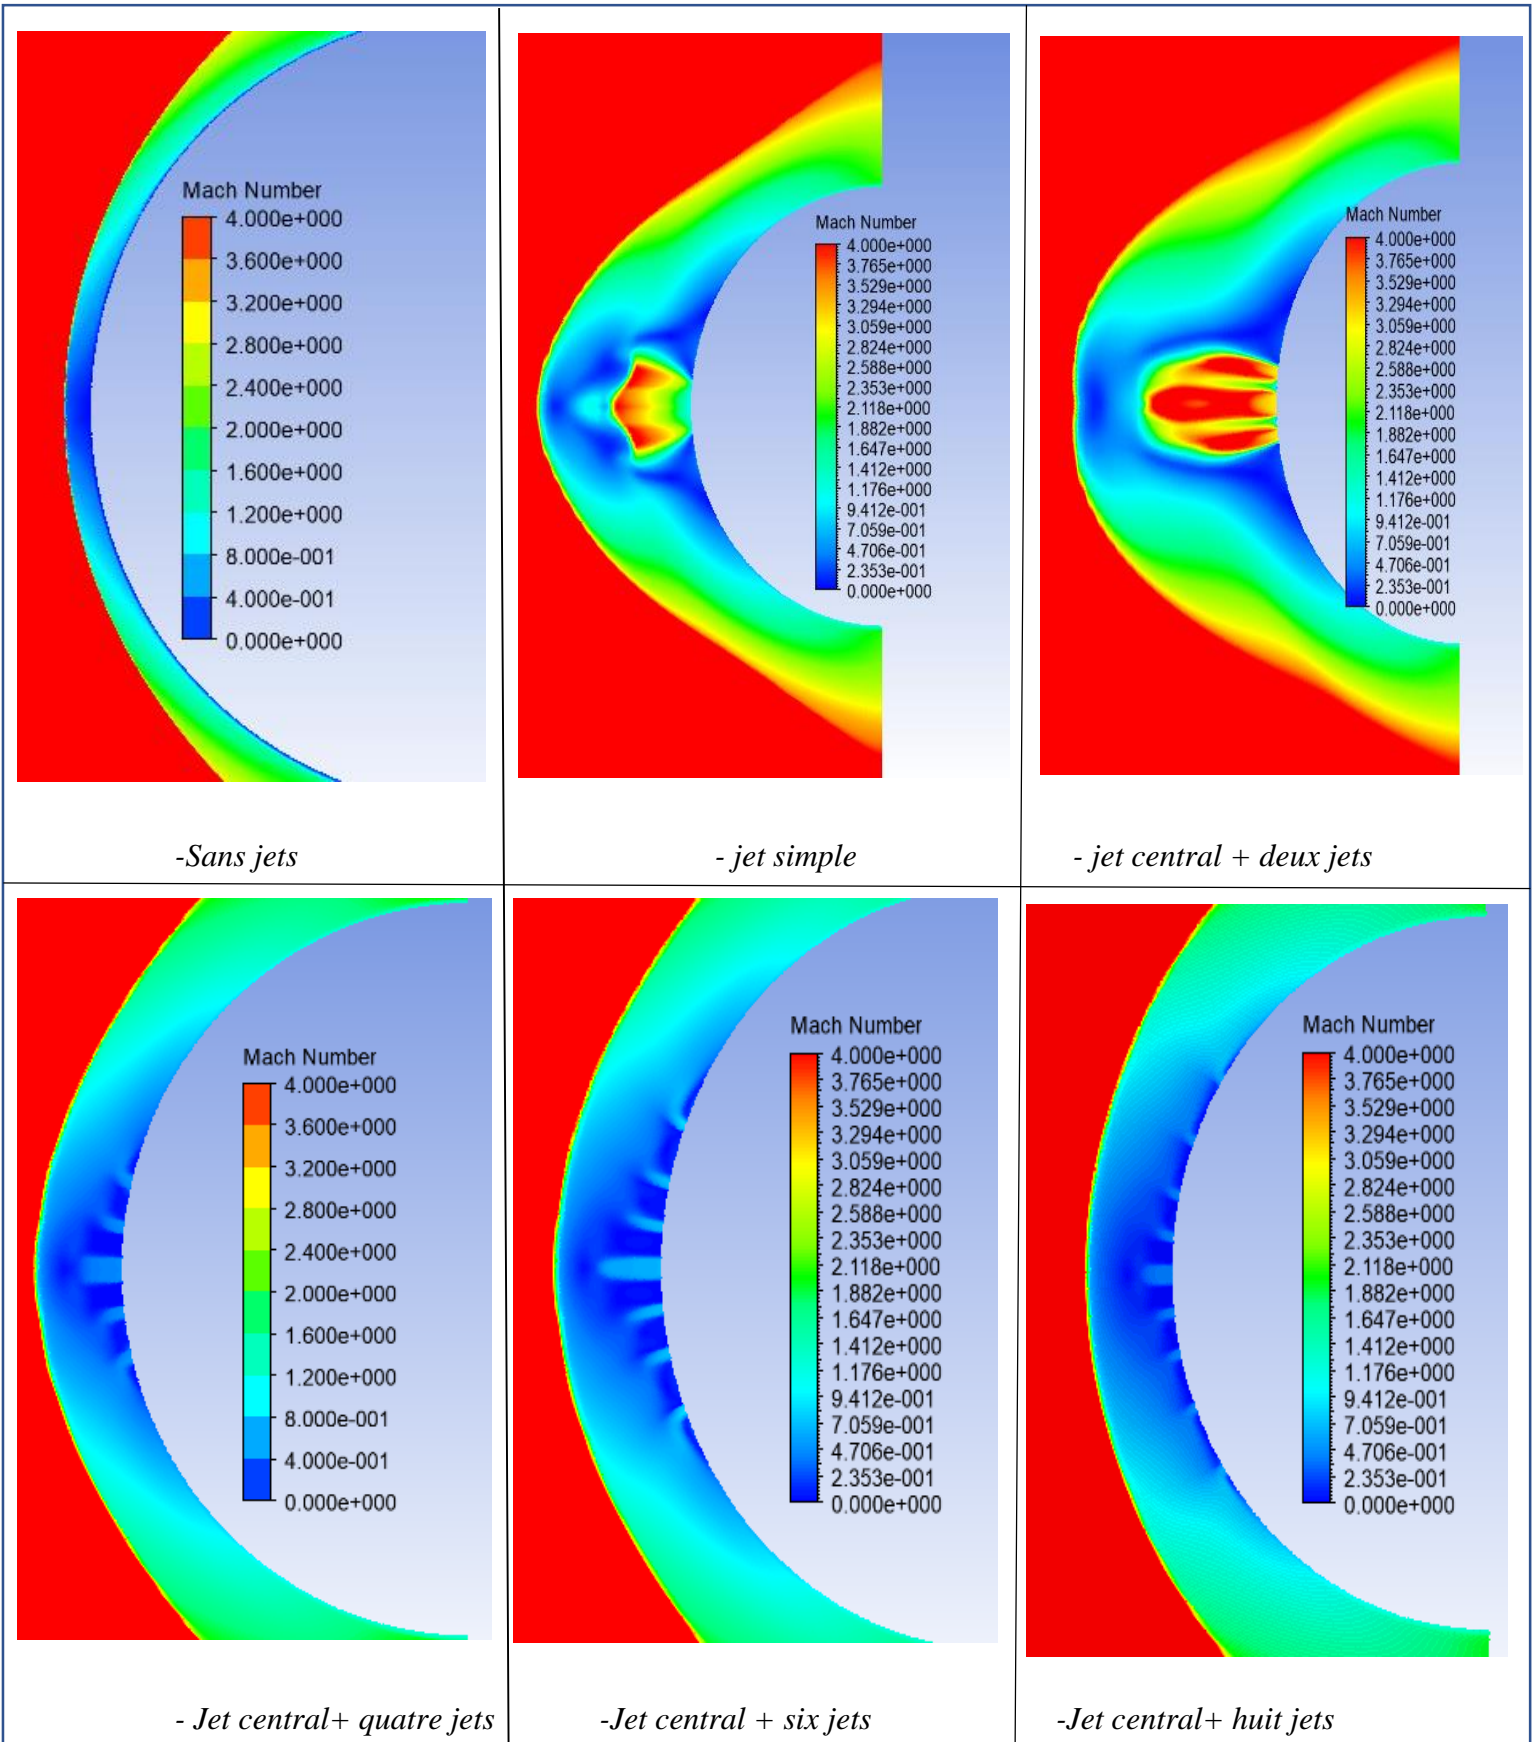 Mach Number
4.000e+000
3.600e+000
3.200e+000
2.800e+000
2.400e+000
2.000e+000
1.600e+000
1.200e+000
8.000e-001
4.000e-001
0.000e+000
-Sans jets
Mach Number
4.000e+000
3.765e+000
3.529e+000
3.294e+000
3.059e+000
2.824e+000
2.588e+000
2.353e+000
2.118e+000
1.882e+000
1.647e+000
1.412e+000
1.176e+000
9.412e-001
7.059e-001
4.706e-001
2.353e-001
0.000e+000
- jet simple
Mach Number
4.000e+000
3.765e+000
3.529e+000
3.294e+000
3.059e+000
2.824e+000
2.588e+000
2.353e+000
2.118e+000
1.882e+000
1.647e+000
1.412e+000
1.176e+000
9.412e-001
7.059e-001
4.706e-001
2.353e-001
0.000e+000
- jet central + deux jets
Mach Number
4.000e+000
3.600e+000
3.200e+000
2.800e+000
2.400e+000
2.000e+000
1.600e+000
1.200e+000
8.000e-001
4.000e-001
0.000e+000
- Jet central+ quatre jets
Mach Number
4.000e+000
3.765e+000
3.529e+000
3.294e+000
3.059e+000
2.824e+000
2.588e+000
2.353e+000
2.118e+000
1.882e+000
1.647e+000
1.412e+000
1.176e+000
9.412e-001
7.059e-001
4.706e-001
2.353e-001
0.000e+000
-Jet central + six jets
Mach Number
4.000e+000
3.765e+000
3.529e+000
3.294e+000
3.059e+000
2.824e+000
2.588e+000
2.353e+000
2.118e+000
1.882e+000
1.647e+000
1.412e+000
1.176e+000
9.412e-001
7.059e-001
4.706e-001
2.353e-001
0.000e+000
-Jet central+ huit jets